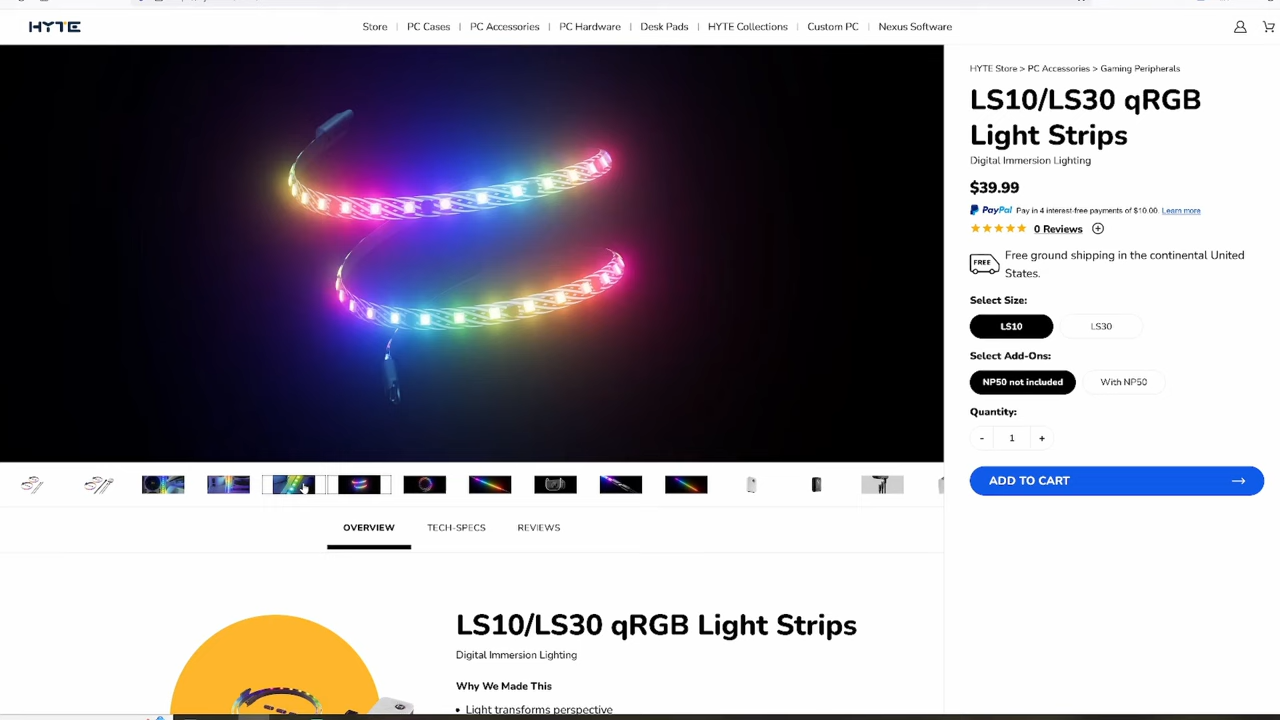 HYTE
Store
PC Cases
PC Accessories
PC Hardware
Desk Pads
HYTE Collections
Custom PC
Nexus Software
HYTE Store > PC Accessories > Gaming Peripherals
LS10/LS30 qRGB
Light Strips
Digital Immersion Lighting
$39.99
PayPal Pay in 4 interest-free payments of $10.00. Learn more
0 Reviews
FREE
Free ground shipping in the continental United
States.
Select Size:
LS10
LS30
Select Add-Ons:
NP50 not included
With NP50
Quantity:
- 1 +
ADD TO CART
OVERVIEW
TECH-SPECS
REVIEWS
LS10/LS30 qRGB Light Strips
Digital Immersion Lighting
Why We Made This
• Light transforms perspective